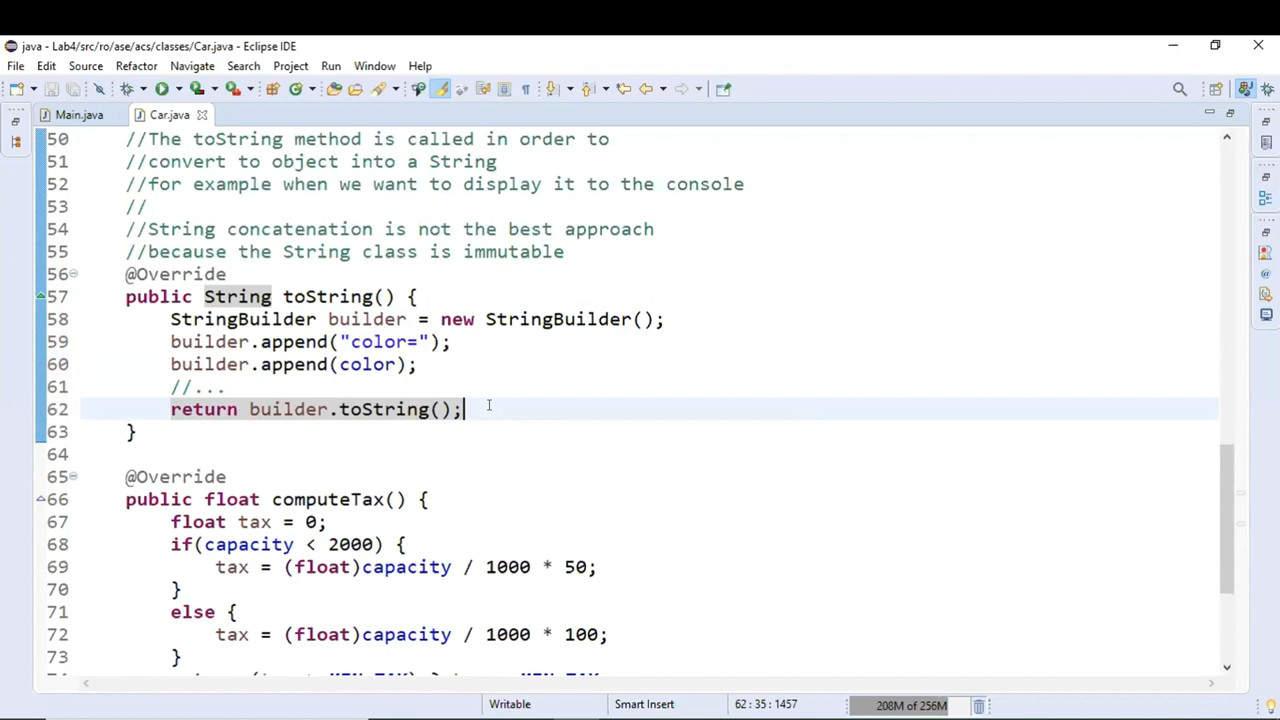 java - Lab4/src/ro/ase/acs/classes/Car.java - Eclipse IDE
File Edit Source Refactor Navigate Search Project Run Window Help
Main.java Car.java
50 //The toString method is called in order to
51 //convert to object into a String
52 //for example when we want to display it to the console
53 //
54 //String concatenation is not the best approach
55 //because the String class is immutable
56 @Override
57 public String toString() {
58 StringBuilder builder = new StringBuilder();
59 builder.append("color=");
60 builder.append(color);
61 //...
62 return builder.toString();
63 }
64
65 @Override
66 public float computeTax() {
67 float tax = 0;
68 if(capacity < 2000) {
69 tax = (float)capacity / 1000 * 50;
70 }
71 else {
72 tax = (float)capacity / 1000 * 100;
73 }
Writable Smart Insert 62 : 35 : 1457 208M of 256M